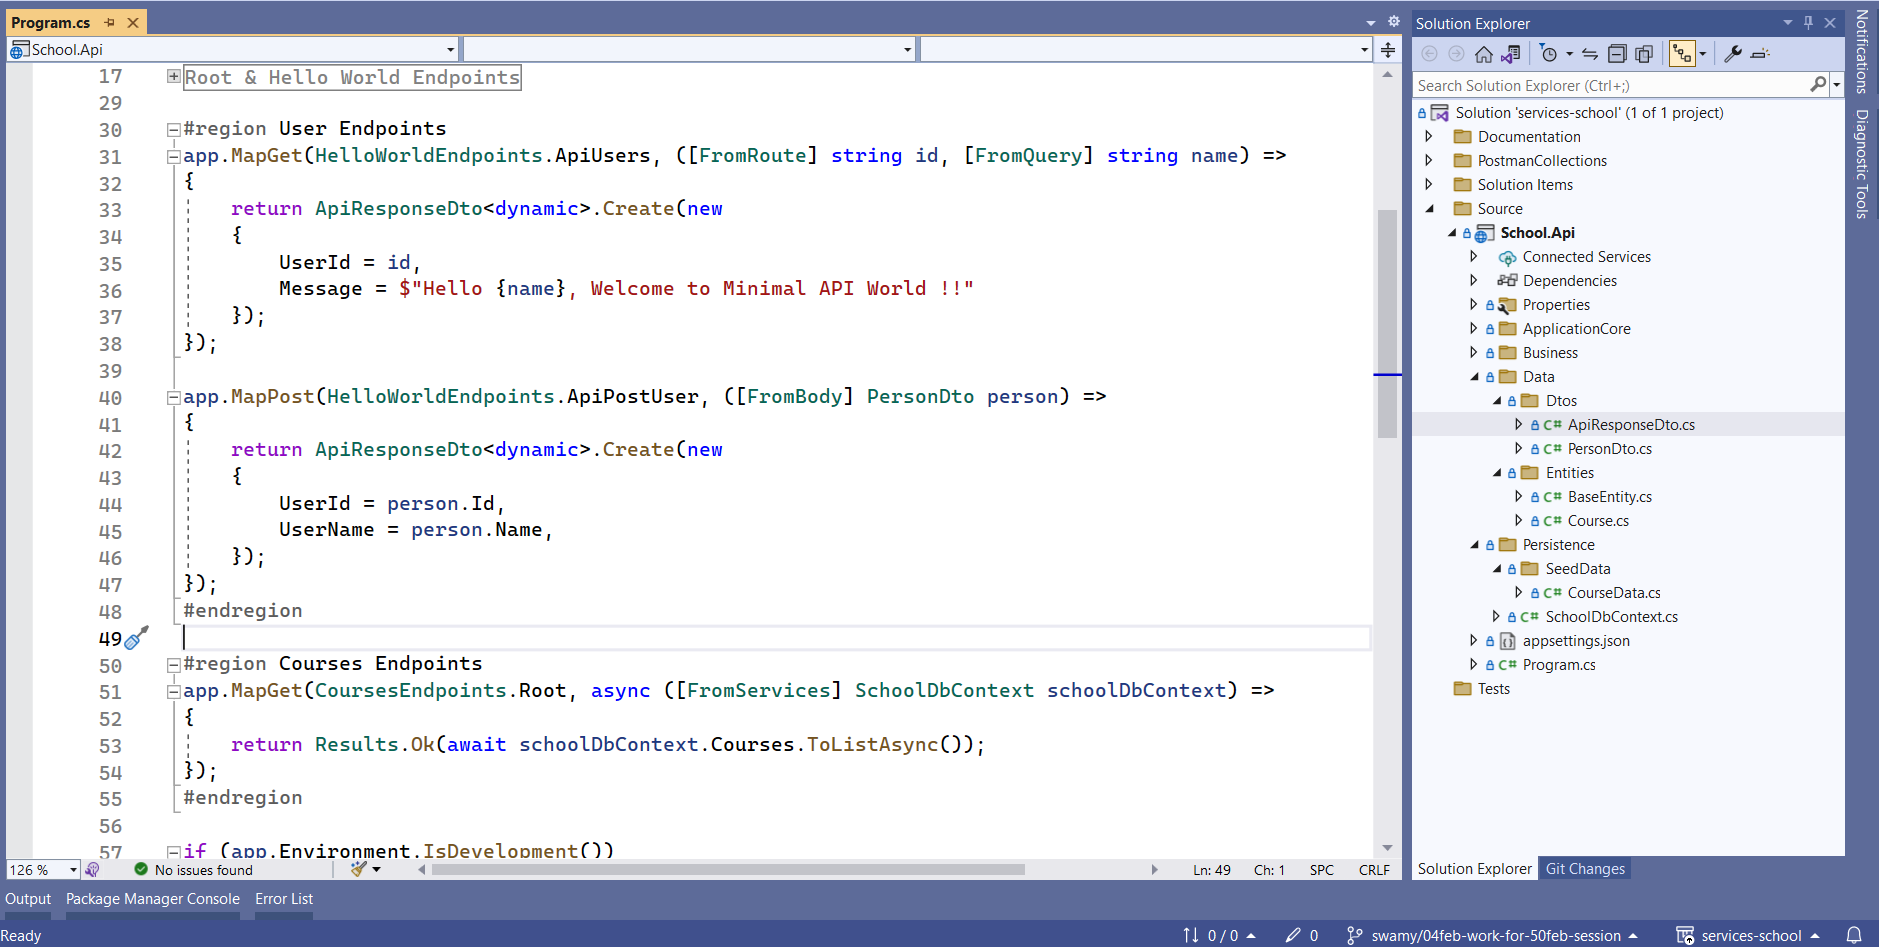 Program.cs
School.Api
17 Root & Hello World Endpoints
29
30 #region User Endpoints
31 app.MapGet(HelloWorldEndpoints.ApiUsers, ([FromRoute] string id, [FromQuery] string name) =>
32 {
33 return ApiResponseDto<dynamic>.Create(new
34 {
35 UserId = id,
36 Message = $"Hello {name}, Welcome to Minimal API World !!"
37 });
38 });
39
40 app.MapPost(HelloWorldEndpoints.ApiPostUser, ([FromBody] PersonDto person) =>
41 {
42 return ApiResponseDto<dynamic>.Create(new
43 {
44 UserId = person.Id,
45 UserName = person.Name,
46 });
47 });
48 #endregion
49
50 #region Courses Endpoints
51 app.MapGet(CoursesEndpoints.Root, async ([FromServices] SchoolDbContext schoolDbContext) =>
52 {
53 return Results.Ok(await schoolDbContext.Courses.ToListAsync());
54 });
55 #endregion
56
57 if (app.Environment.IsDevelopment())
126 % No issues found Ln: 49 Ch: 1 SPC CRLF
Solution Explorer
Search Solution Explorer (Ctrl+;)
Solution 'services-school' (1 of 1 project)
Documentation
PostmanCollections
Solution Items
Source
School.Api
Connected Services
Dependencies
Properties
ApplicationCore
Business
Data
Dtos
C# ApiResponseDto.cs
C# PersonDto.cs
Entities
C# BaseEntity.cs
C# Course.cs
Persistence
SeedData
C# CourseData.cs
C# SchoolDbContext.cs
appsettings.json
C# Program.cs
Tests
Solution Explorer Git Changes
Notifications
Diagnostic Tools
Output Package Manager Console Error List
Ready 0 / 0 0 swamy/04feb-work-for-50feb-session services-school